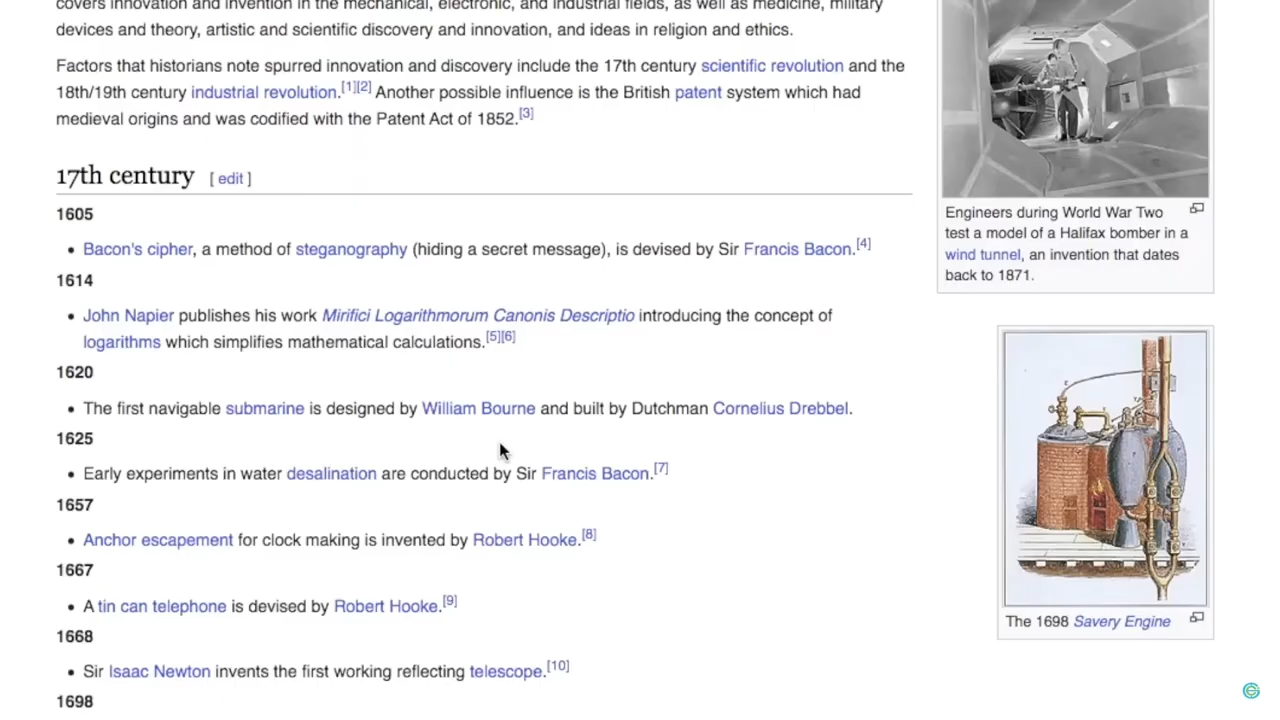 covers innovation and invention in the mechanical, electronic, and industrial fields, as well as medicine, military
devices and theory, artistic and scientific discovery and innovation, and ideas in religion and ethics.
Factors that historians note spurred innovation and discovery include the 17th century scientific revolution and the
18th/19th century industrial revolution.[1][2] Another possible influence is the British patent system which had
medieval origins and was codified with the Patent Act of 1852.[3]
17th century [ edit ]
1605
• Bacon's cipher, a method of steganography (hiding a secret message), is devised by Sir Francis Bacon.[4]
1614
• John Napier publishes his work Mirifici Logarithmorum Canonis Descriptio introducing the concept of
logarithms which simplifies mathematical calculations.[5][6]
1620
• The first navigable submarine is designed by William Bourne and built by Dutchman Cornelius Drebbel.
1625
• Early experiments in water desalination are conducted by Sir Francis Bacon.[7]
1657
• Anchor escapement for clock making is invented by Robert Hooke.[8]
1667
• A tin can telephone is devised by Robert Hooke.[9]
1668
• Sir Isaac Newton invents the first working reflecting telescope.[10]
1698
Engineers during World War Two
test a model of a Halifax bomber in a
wind tunnel, an invention that dates
back to 1871.
The 1698 Savery Engine